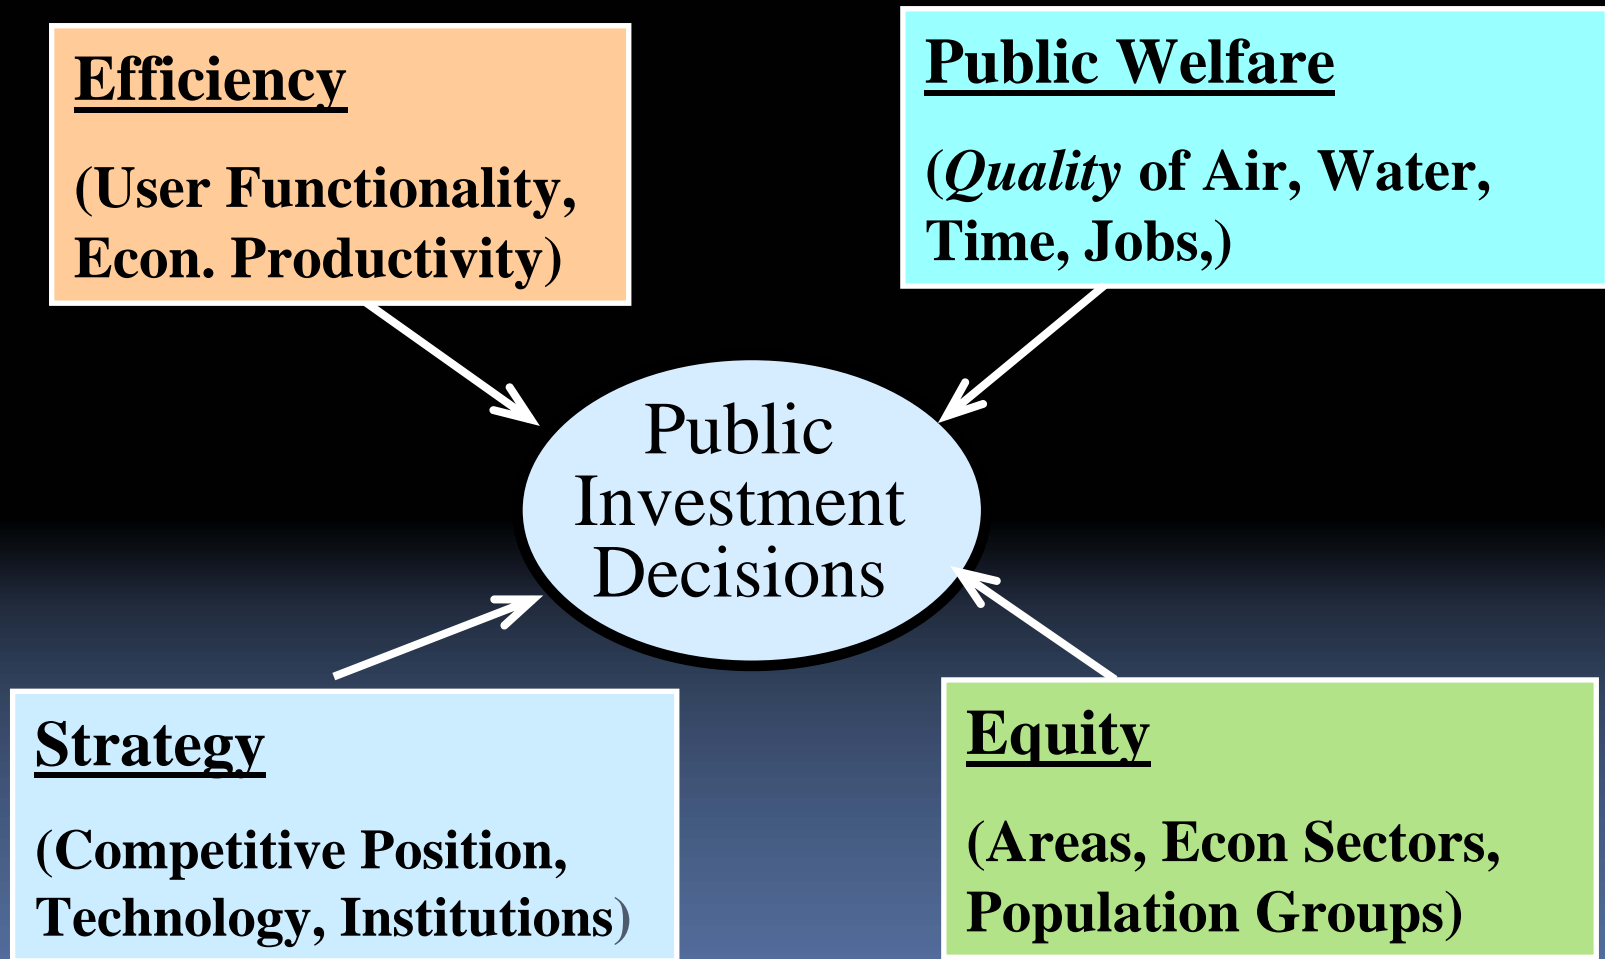 Efficiency
(User Functionality,
Econ. Productivity)
Public Welfare
(Quality of Air, Water,
Time, Jobs,)
Public
Investment
Decisions
Strategy
(Competitive Position,
Technology, Institutions)
Equity
(Areas, Econ Sectors,
Population Groups)